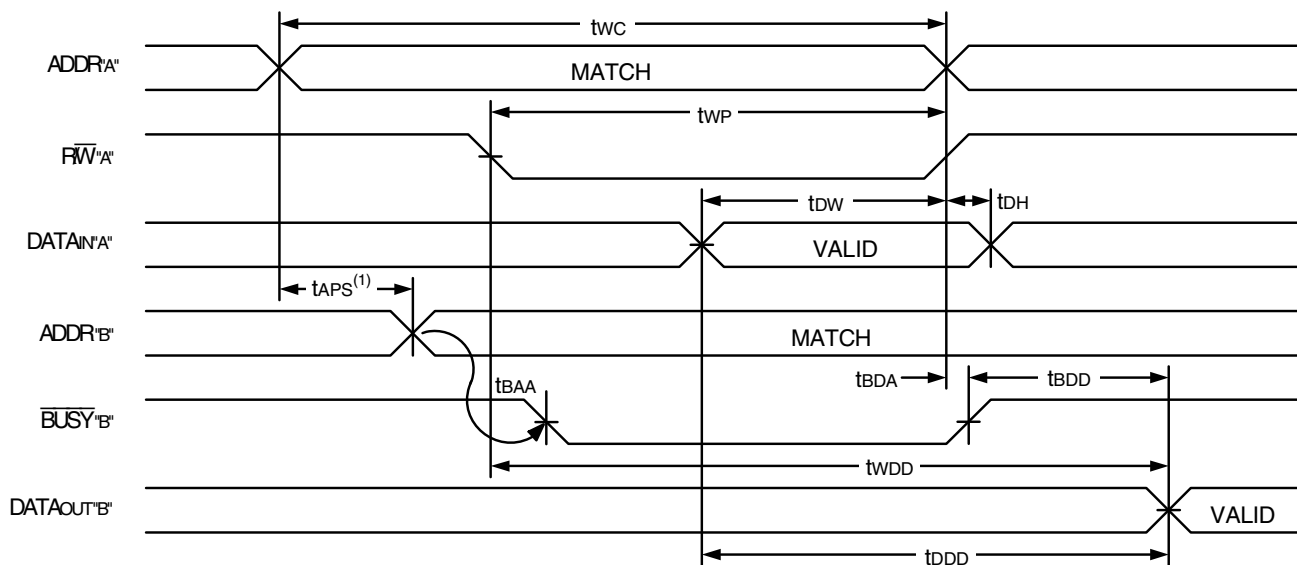 tWC
ADDR"A"
MATCH
tWP
R/W"A"
tDW
tDH
DATAIN"A"
VALID
tAPS(1)
ADDR"B"
MATCH
tBAA
tBDA
tBDD
BUSY"B"
tWDD
DATAOUT"B"
VALID
tDDD